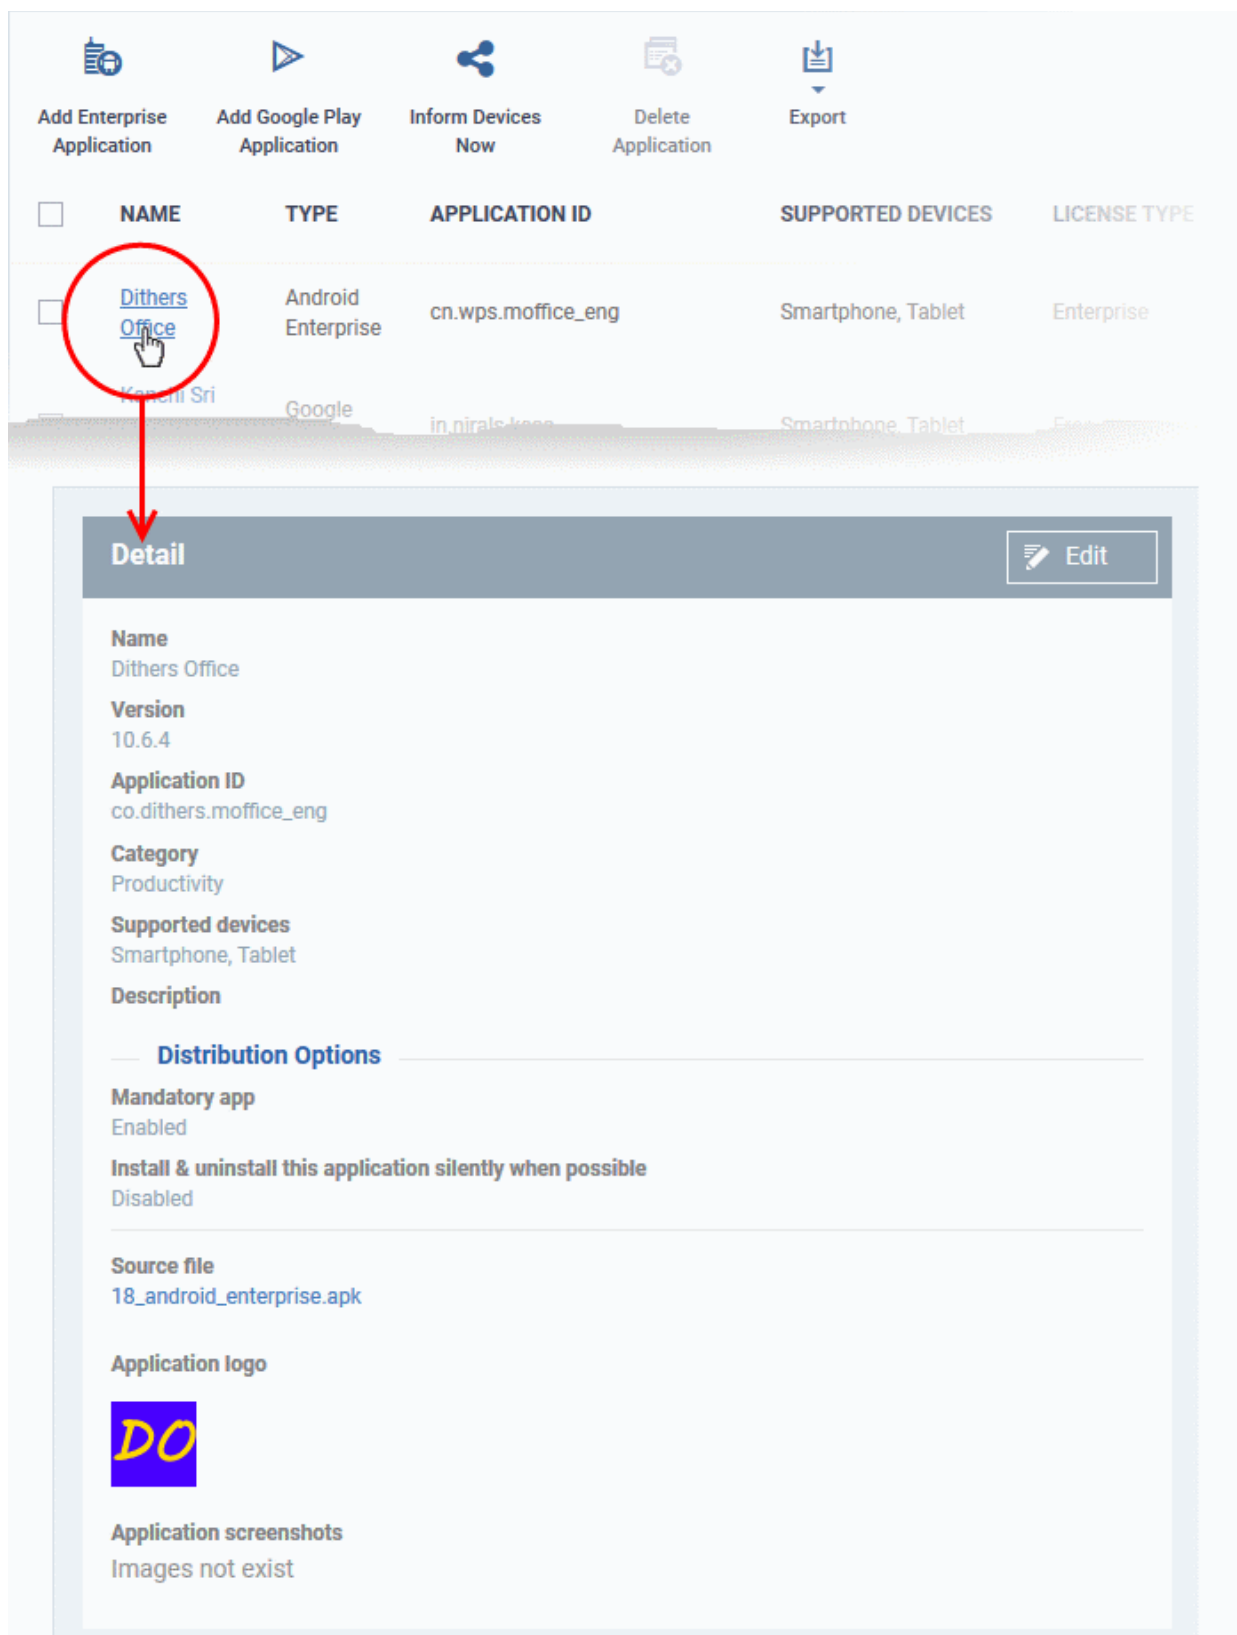 Add Enterprise Application
Add Google Play Application
Inform Devices Now
Delete Application
Export
NAME TYPE APPLICATION ID SUPPORTED DEVICES LICENSE TYPE
Dithers Office Android Enterprise cn.wps.moffice_eng Smartphone, Tablet Enterprise
Kanchi Sri Google Smartphone, Tablet
Detail
Edit
Name
Dithers Office
Version
10.6.4
Application ID
co.dithers.moffice_eng
Category
Productivity
Supported devices
Smartphone, Tablet
Description
Distribution Options
Mandatory app
Enabled
Install & uninstall this application silently when possible
Disabled
Source file
18_android_enterprise.apk
Application logo
DO
Application screenshots
Images not exist